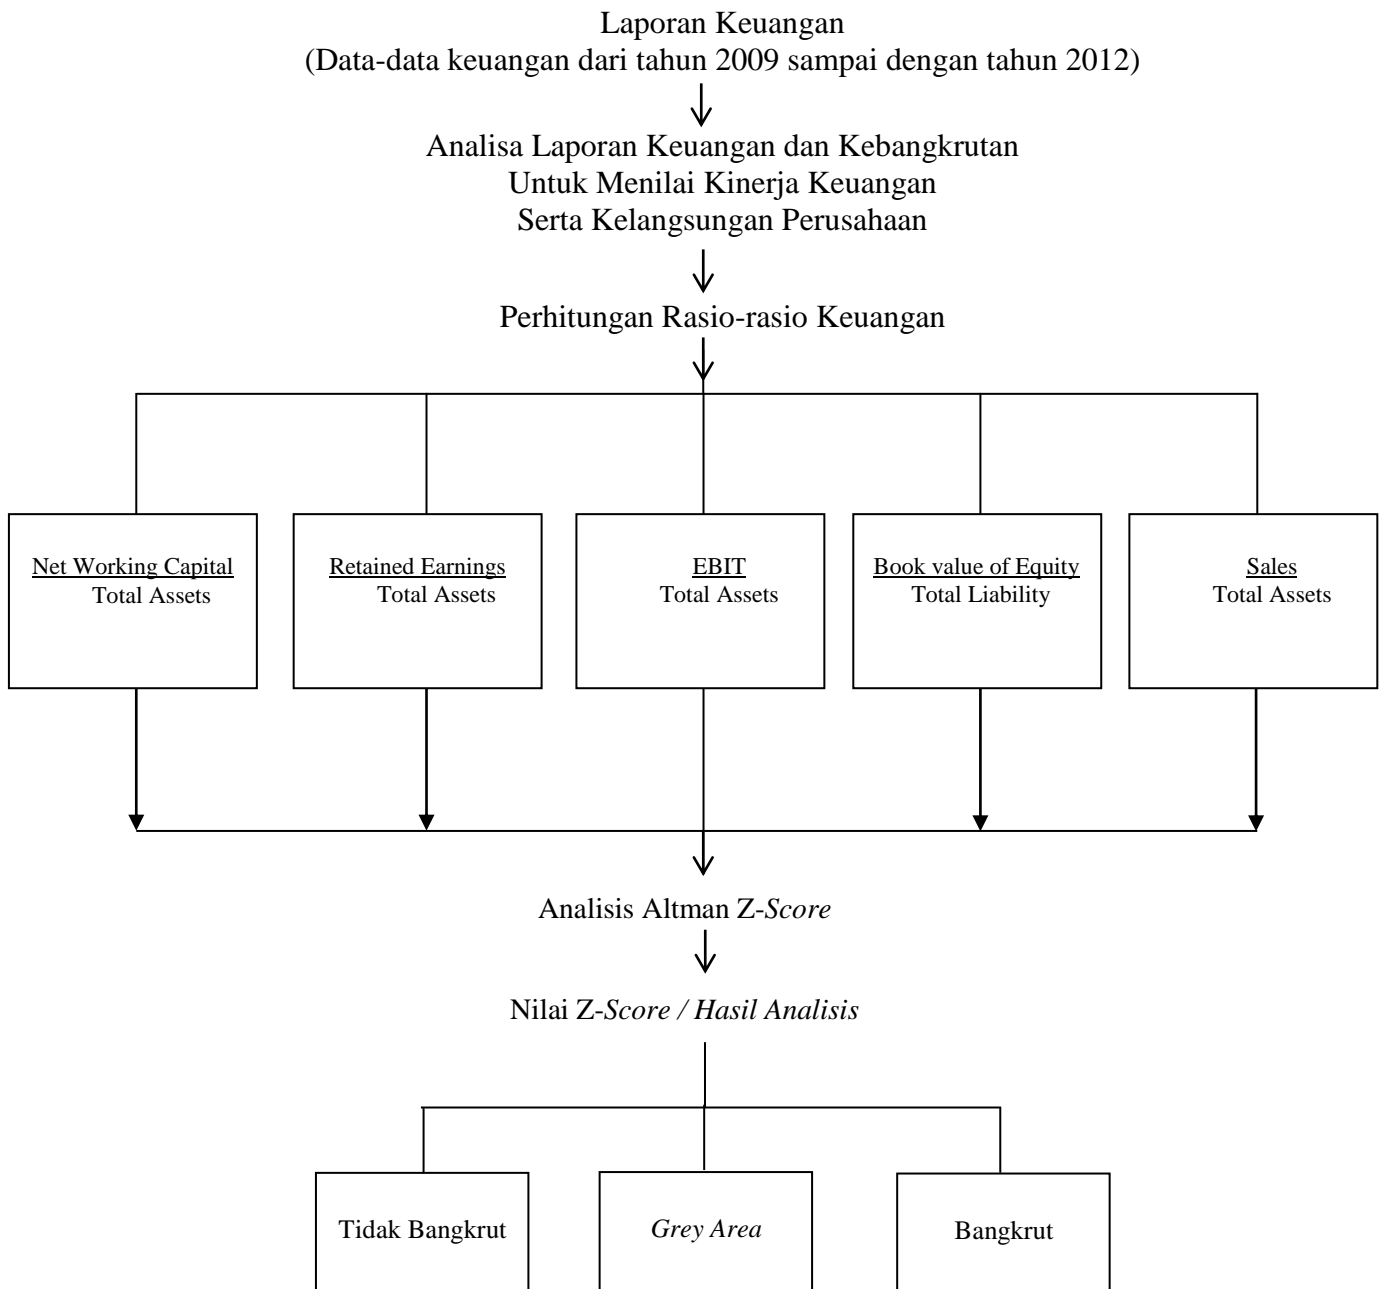 Laporan Keuangan
(Data-data keuangan dari tahun 2009 sampai dengan tahun 2012)
Analisa Laporan Keuangan dan Kebangkrutan
Untuk Menilai Kinerja Keuangan
Serta Kelangsungan Perusahaan
Perhitungan Rasio-rasio Keuangan
Net Working Capital
Total Assets
Retained Earnings
Total Assets
EBIT
Total Assets
Book value of Equity
Total Liability
Sales
Total Assets
Analisis Altman Z-Score
Nilai Z-Score / Hasil Analisis
Tidak Bangkrut
Grey Area
Bangkrut